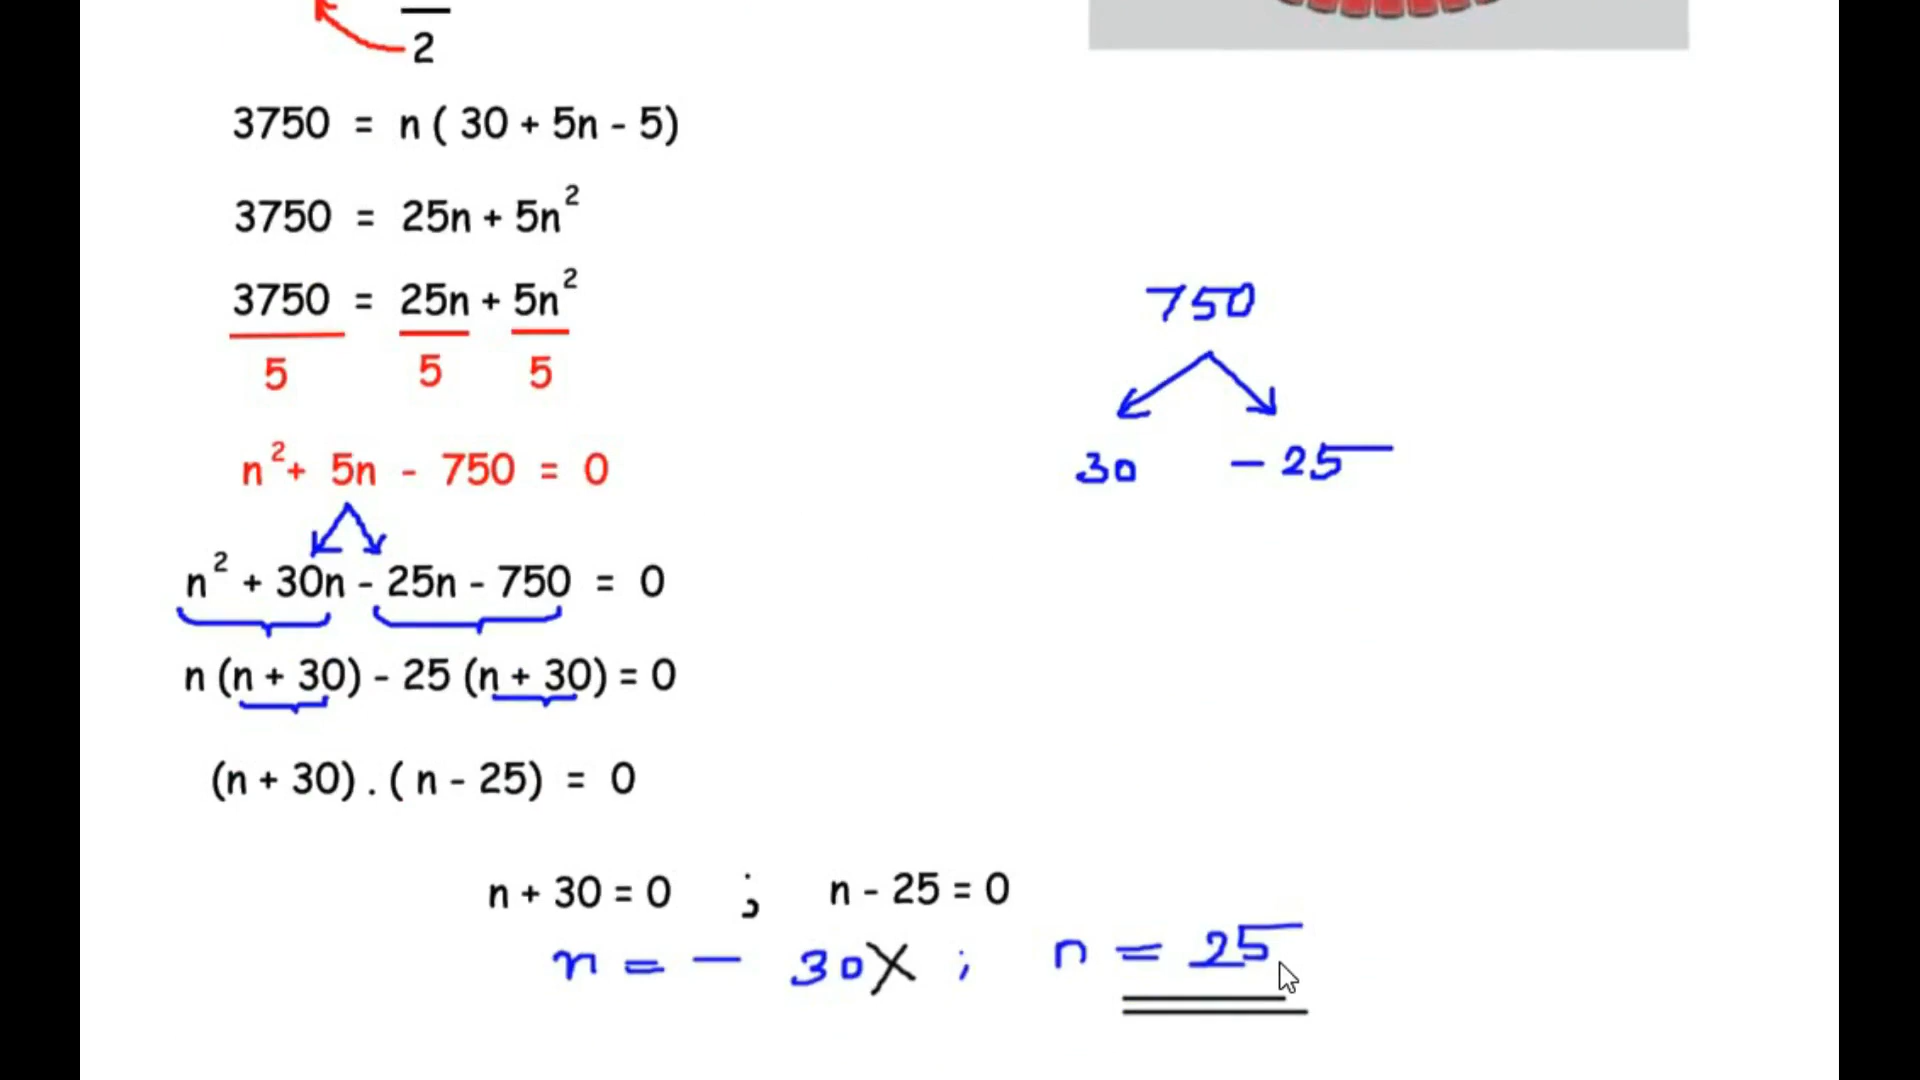 2
3750 = n ( 30 + 5n - 5)
3750 = 25n + 5n²
3750 = 25n + 5n²
5 5 5
n² + 5n - 750 = 0
n² + 30n - 25n - 750 = 0
n (n + 30) - 25 (n + 30) = 0
(n + 30) . ( n - 25) = 0
n + 30 = 0 ; n - 25 = 0
n = - 30 X ; n = 25
750
30 - 25